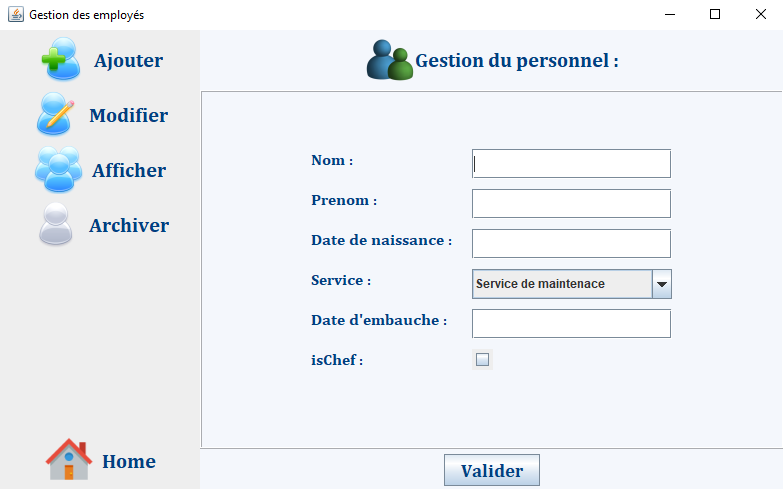 Gestion des employés
Ajouter
Modifier
Afficher
Archiver
Home
Gestion du personnel :
Nom :
Prenom :
Date de naissance :
Service :
Service de maintenace
Date d'embauche :
isChef :
Valider